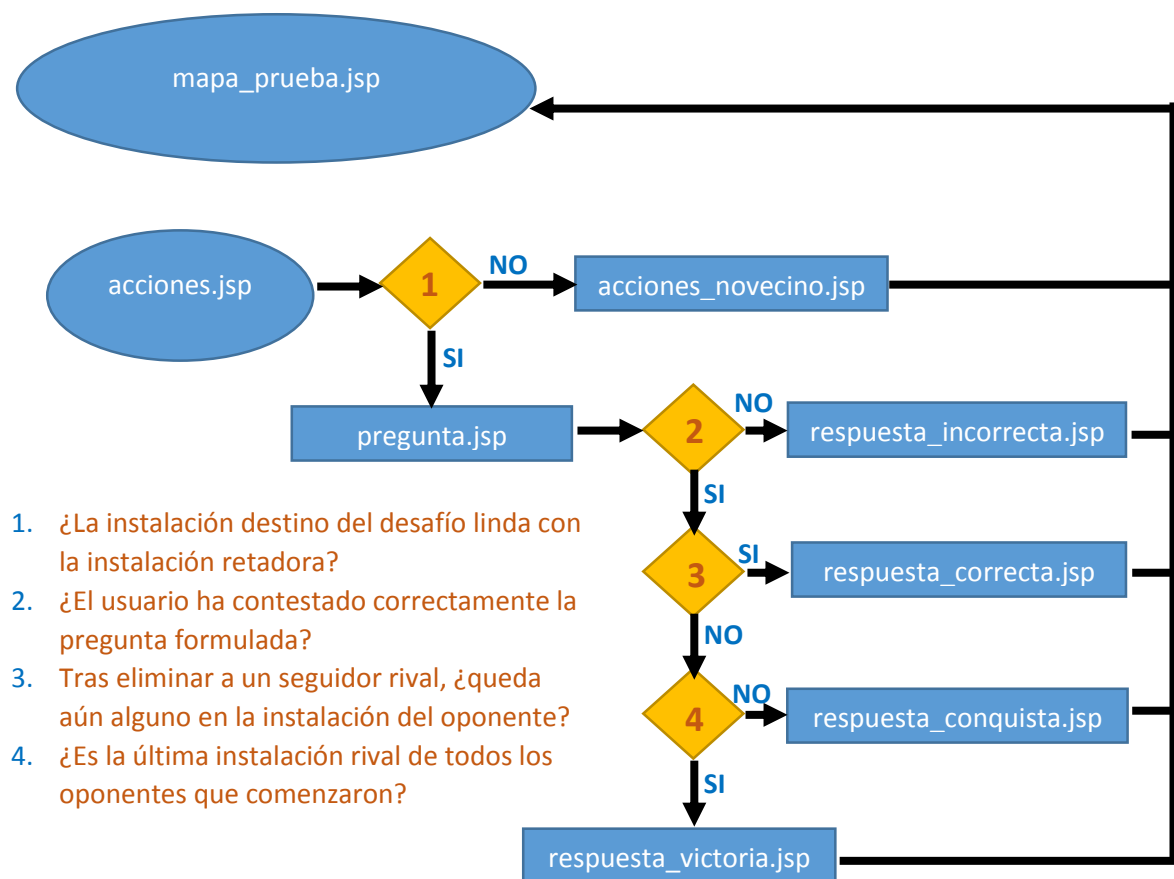 mapa_prueba.jsp
acciones.jsp
1
NO
acciones_novecino.jsp
SI
pregunta.jsp
2
NO
respuesta_incorrecta.jsp
SI
3
SI
respuesta_correcta.jsp
NO
4
NO
respuesta_conquista.jsp
SI
respuesta_victoria.jsp
1. ¿La instalación destino del desafío linda con
la instalación retadora?
2. ¿El usuario ha contestado correctamente la
pregunta formulada?
3. Tras eliminar a un seguidor rival, ¿queda
aún alguno en la instalación del oponente?
4. ¿Es la última instalación rival de todos los
oponentes que comenzaron?